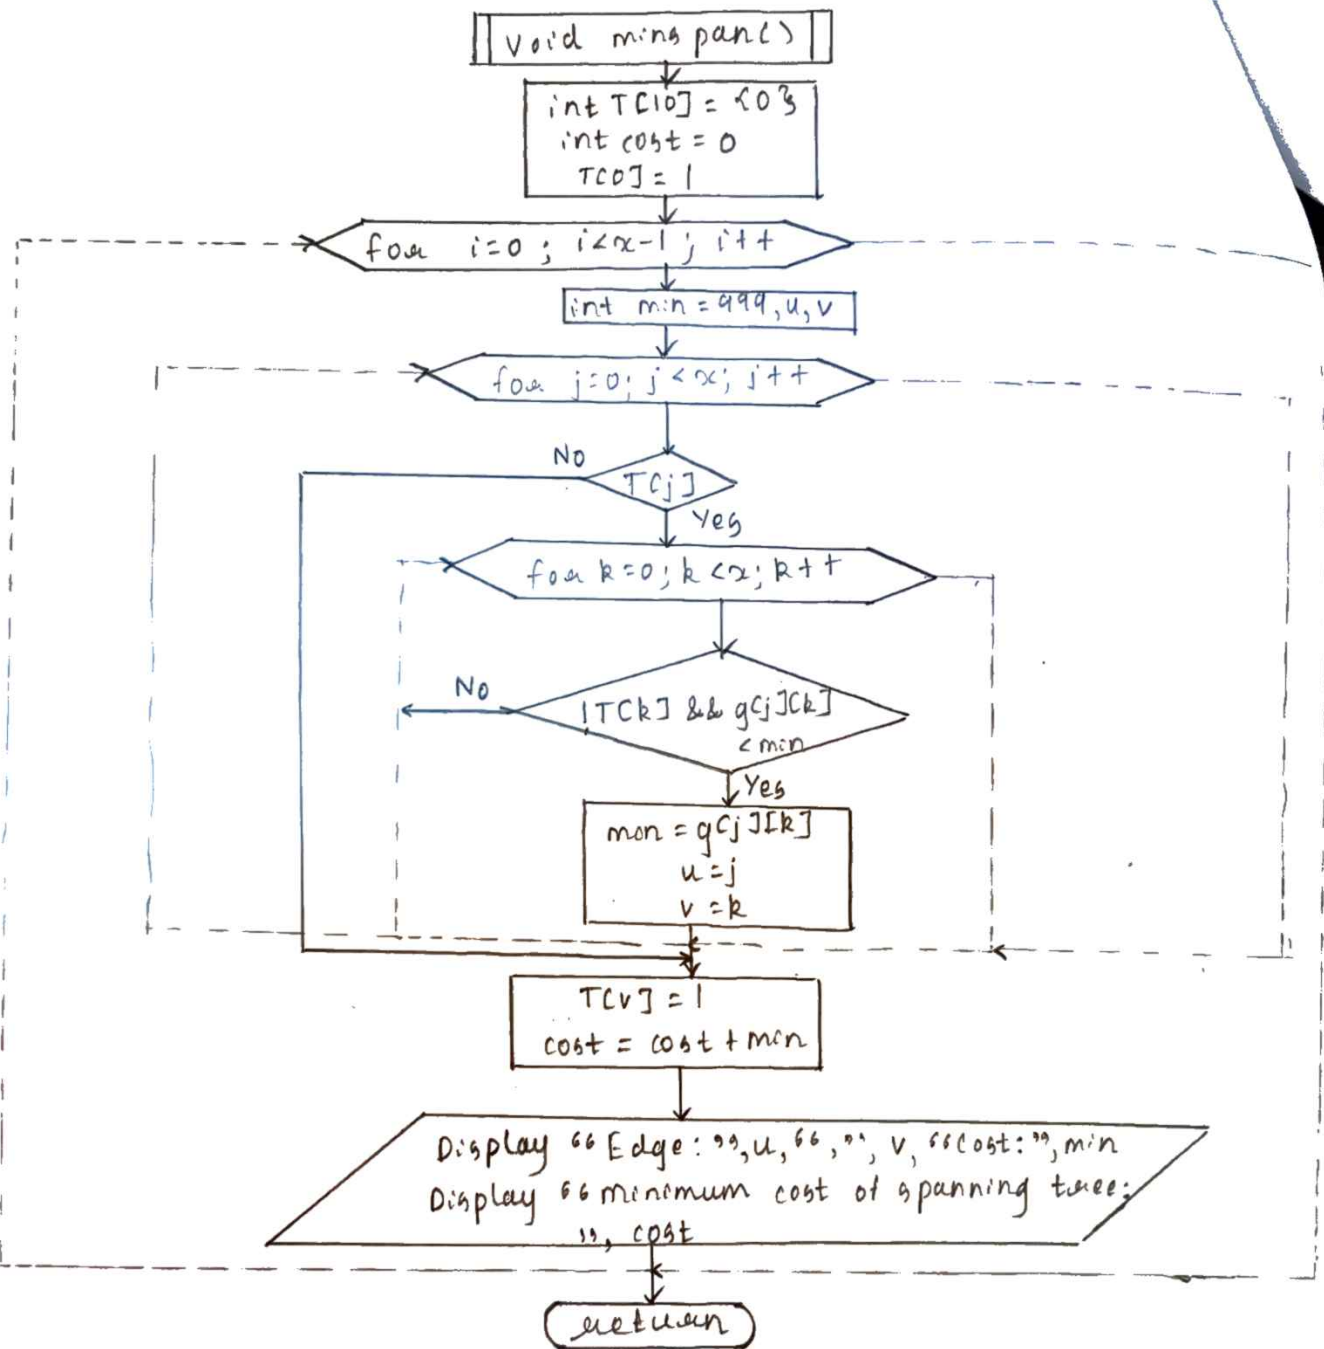 void minspan()
int T[10] = {0}
int cost = 0
T[0] = 1
for i=0 ; i<x-1 ; i++
int min = 999, u, v
for j=0; j<x; j++
No
T[j]
Yes
for k=0; k<x; k++
No
!T[k] && g[j][k]
<min
Yes
min = g[j][k]
u=j
v=k
T[v] = 1
cost = cost + min
Display “Edge:”, u, “,”, v, “cost:”, min
Display “minimum cost of spanning tree:
”, cost
return